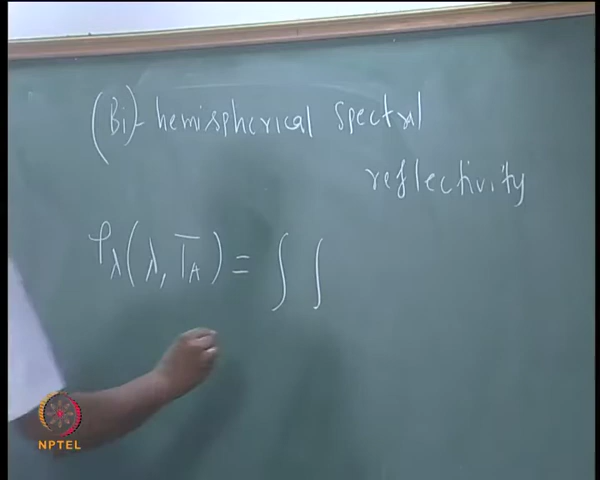 (Bi)-hemispherical spectral
reflectivity
ρλ(λ, TA) = ∫ ∫
NPTEL